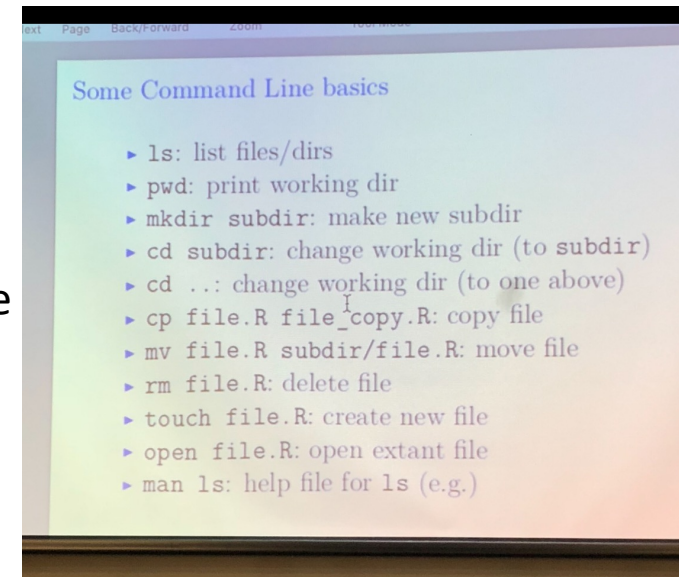 Page Back/Forward Zoom
Some Command Line basics
▸ ls: list files/dirs
▸ pwd: print working dir
▸ mkdir subdir: make new subdir
▸ cd subdir: change working dir (to subdir)
▸ cd ..: change working dir (to one above)
▸ cp file.R file_copy.R: copy file
▸ mv file.R subdir/file.R: move file
▸ rm file.R: delete file
▸ touch file.R: create new file
▸ open file.R: open extant file
▸ man ls: help file for ls (e.g.)